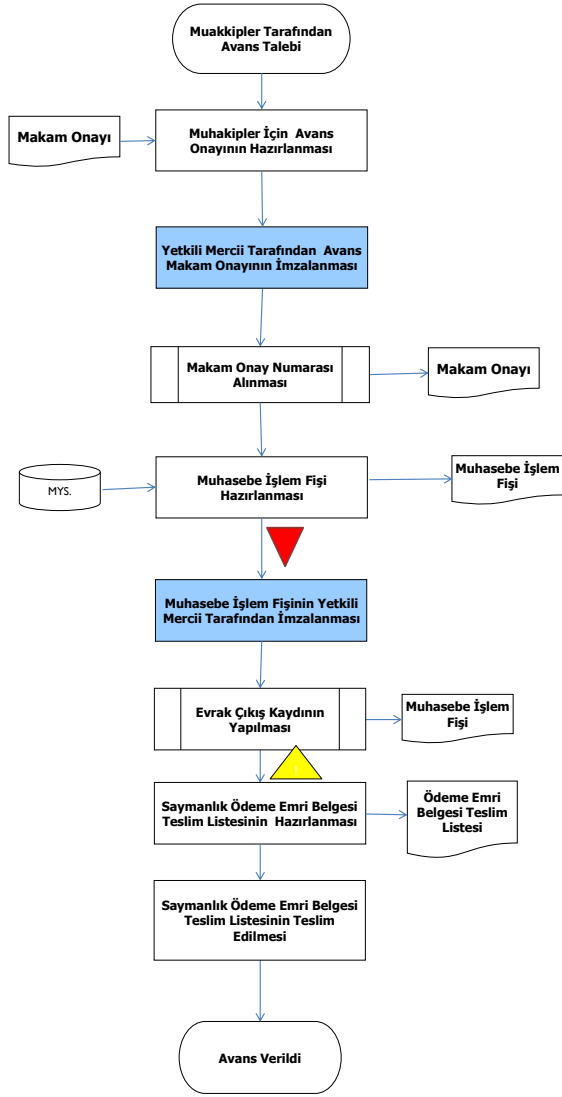 Muakkipler Tarafından
Avans Talebi
Makam Onayı
Muhakipler İçin Avans
Onayının Hazırlanması
Yetkili Mercii Tarafından Avans
Makam Onayının İmzalanması
Makam Onay Numarası
Alınması
Makam Onayı
MYS.
Muhasebe İşlem Fişi
Hazırlanması
Muhasebe İşlem
Fişi
Muhasebe İşlem Fişinin Yetkili
Mercii Tarafından İmzalanması
Evrak Çıkış Kaydının
Yapılması
Muhasebe İşlem
Fişi
!
Saymanlık Ödeme Emri Belgesi
Teslim Listesinin Hazırlanması
Ödeme Emri
Belgesi Teslim
Listesi
Saymanlık Ödeme Emri Belgesi
Teslim Listesinin Teslim
Edilmesi
Avans Verildi